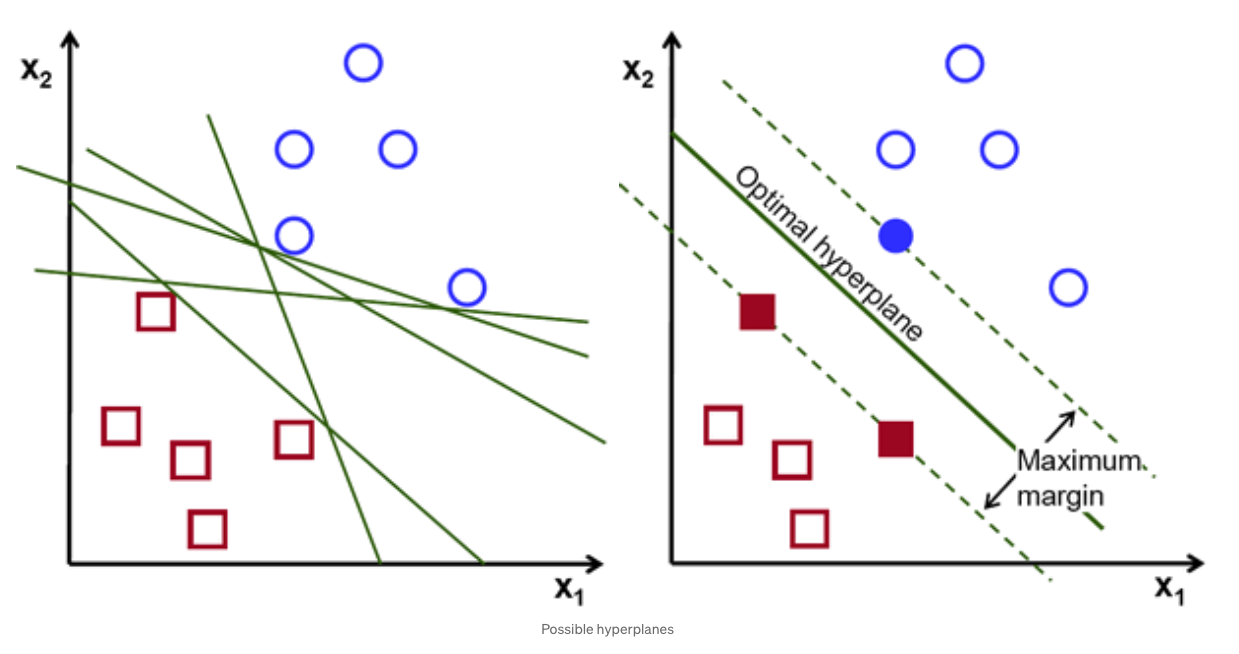 x₂
x₁
x₂
Optimal hyperplane
Maximum
margin
x₁
Possible hyperplanes